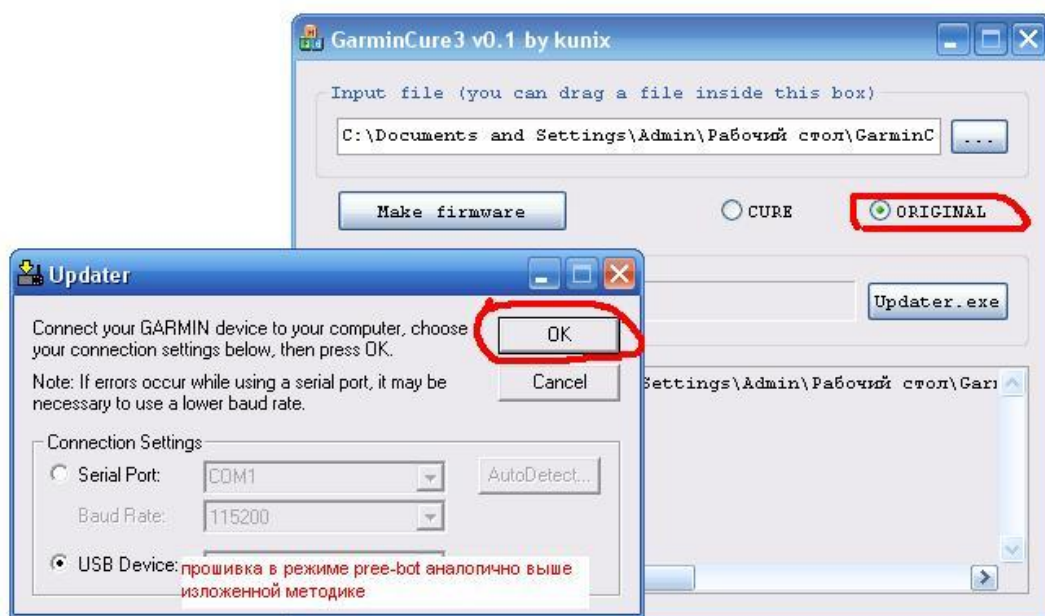 GarminCure3 v0.1 by kunix
Input file (you can drag a file inside this box)
C:\Documents and Settings\Admin\Рабочий стол\GarminC
...
Make firmware
CURE
ORIGINAL
Updater.exe
Settings\Admin\Рабочий стол\Gar
Updater
Connect your GARMIN device to your computer, choose
your connection settings below, then press OK.
OK
Note: If errors occur while using a serial port, it may be
necessary to use a lower baud rate.
Cancel
Connection Settings
Serial Port:
COM1
AutoDetect...
Baud Rate:
115200
USB Device:
прошивка в режиме pree-bot аналогично выше
изложенной методике